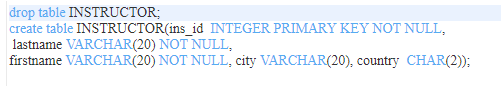 drop table INSTRUCTOR;
create table INSTRUCTOR(ins_id  INTEGER PRIMARY KEY NOT NULL,
 lastname VARCHAR(20) NOT NULL,
firstname VARCHAR(20) NOT NULL, city VARCHAR(20), country  CHAR(2));